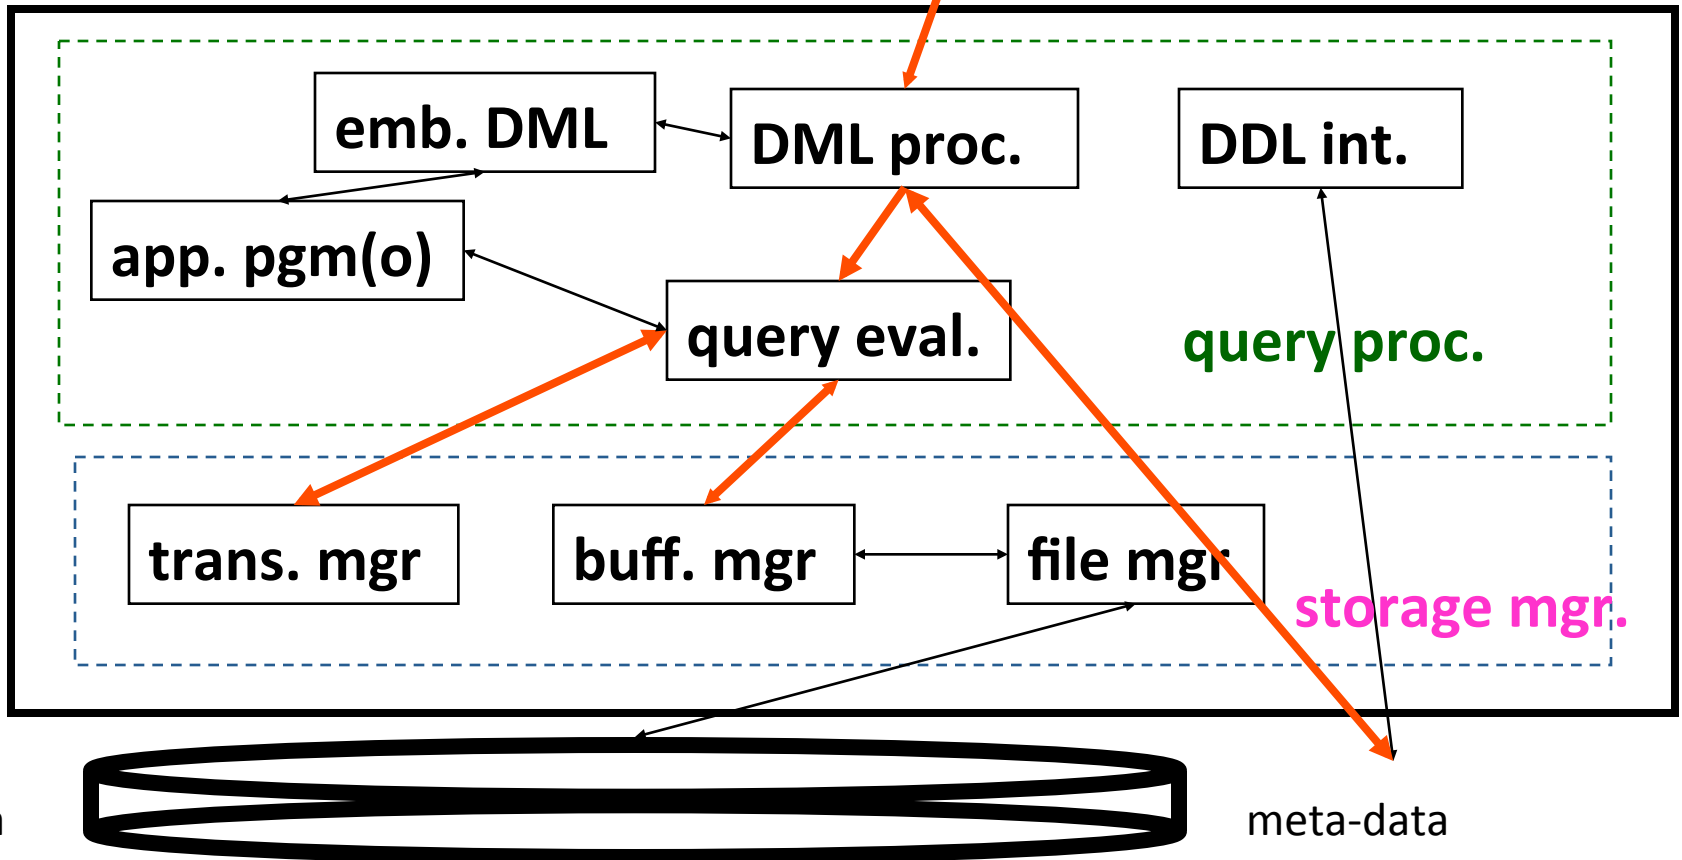 emb. DML
DML proc.
DDL int.
app. pgm(o)
query eval.
query proc.
trans. mgr
buff. mgr
file mgr
storage mgr.
meta-data